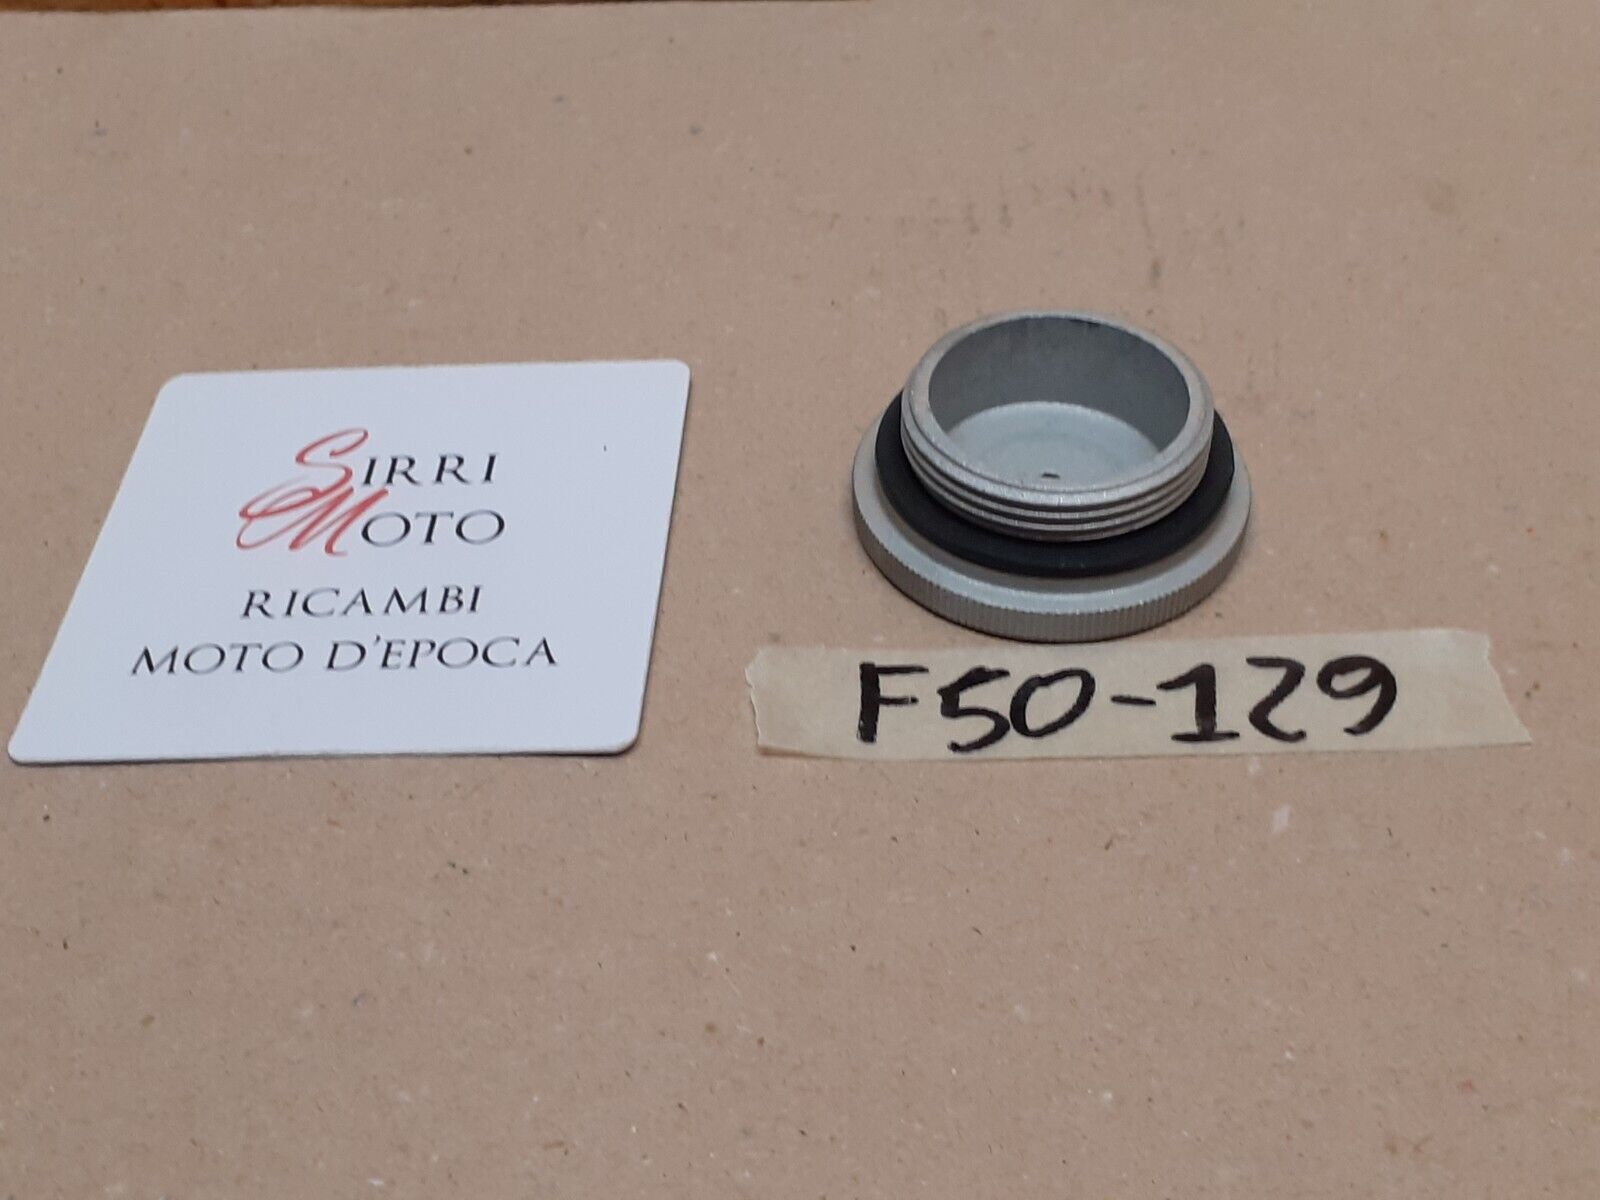 SIRRI
MOTO
RICAMBI
MOTO D'EPOCA
F50-129